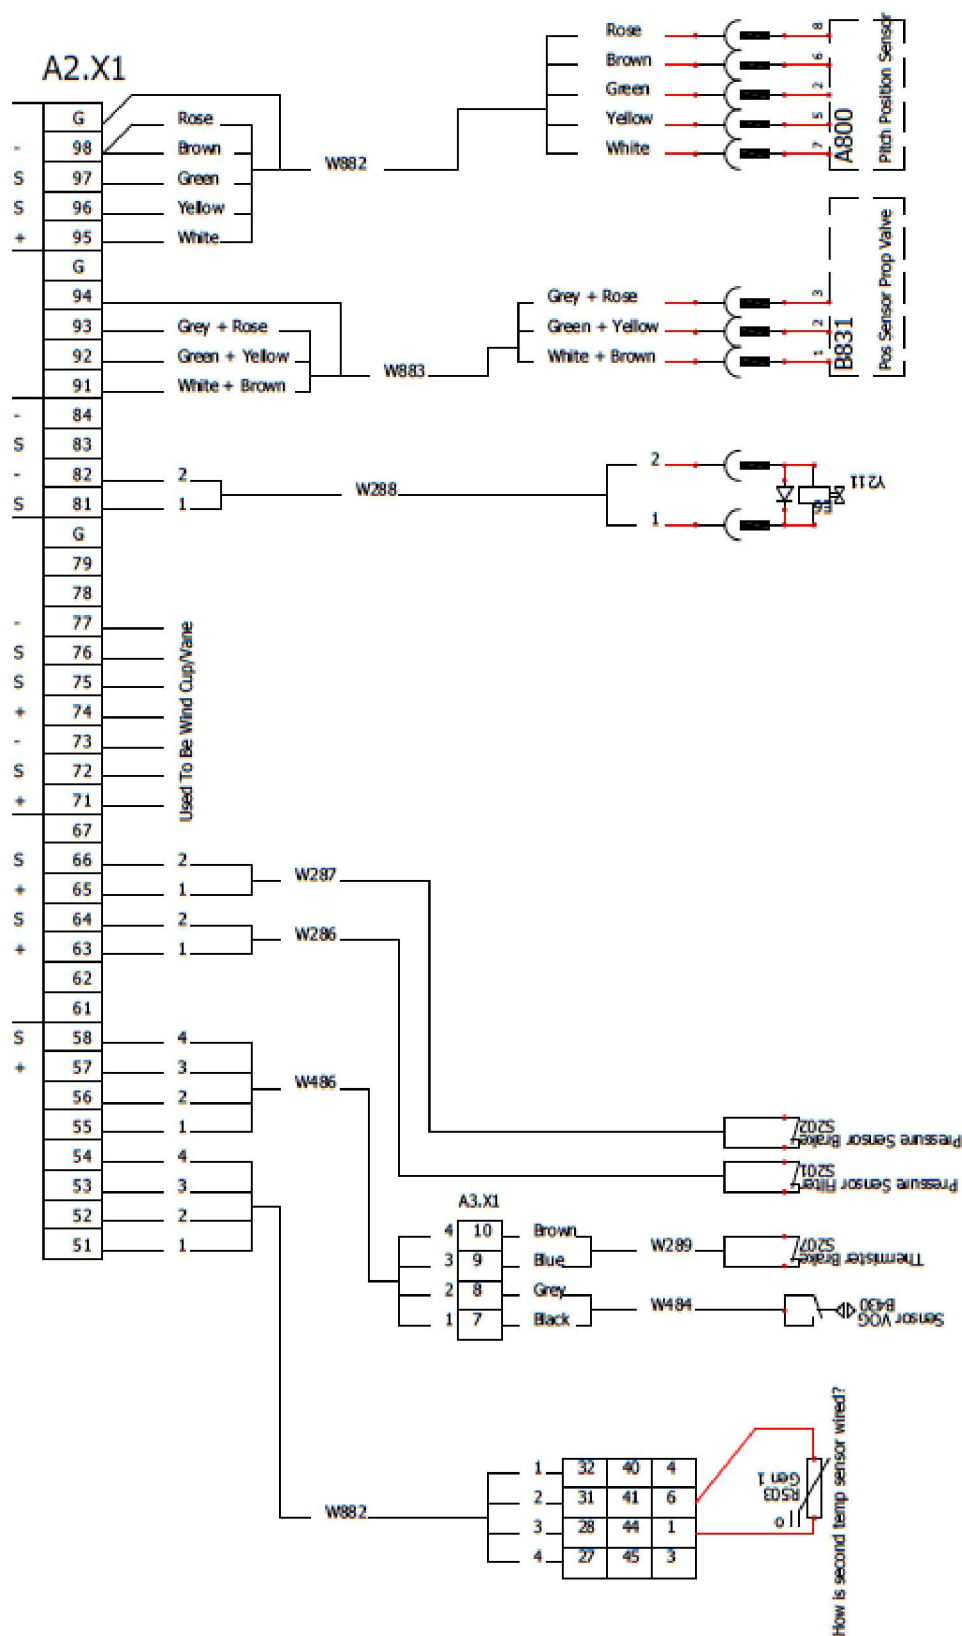 A2.X1
G
- 98
S 97
S 96
+ 95
G
94
93
92
91
- 84
S 83
- 82
S 81
G
79
78
- 77
S 76
S 75
+ 74
- 73
S 72
+ 71
67
S 66
+ 65
S 64
+ 63
62
61
S 58
+ 57
56
55
54
53
52
51
Rose
Brown
Green
Yellow
White
W882
Rose
Brown
Green
Yellow
White
8
6
2
5
7
A800
Pitch Position Sensor
Grey + Rose
Green + Yellow
White + Brown
W883
Grey + Rose
Green + Yellow
White + Brown
3
2
1
B831
Pos Sensor Prop Valve
2
1
W288
2
1
Y211
Used To Be Wind Cup/Vane
2
1
W287
2
1
W286
4
3
2
1
W486
4
3
2
1
S202
Pressure Sensor Brake
S201
Pressure Sensor Filter
A3.X1
4 10 Brown
3 9 Blue
2 8 Grey
1 7 Black
W289
S207
Thermister Brake
W484
B430
Sensor VOG
W882
1 32 40 4
2 31 41 6
3 28 44 1
4 27 45 3
R503
Gen 1
How is second temp sensor wired?